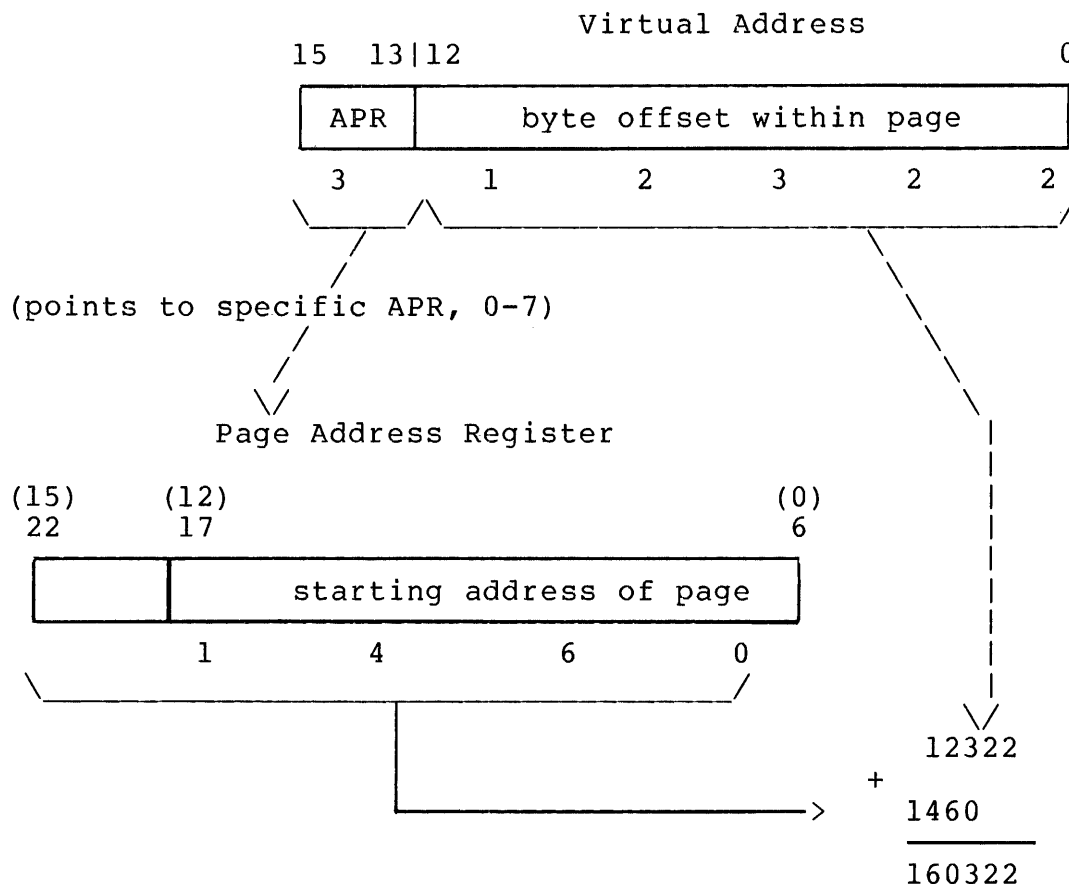 Virtual Address
15 13|12 0
APR byte offset within page
3 1 2 3 2 2
(points to specific APR, 0-7)
Page Address Register
(15) (12) (0)
22 17 6
starting address of page
1 4 6 0
12322
+
1460
160322